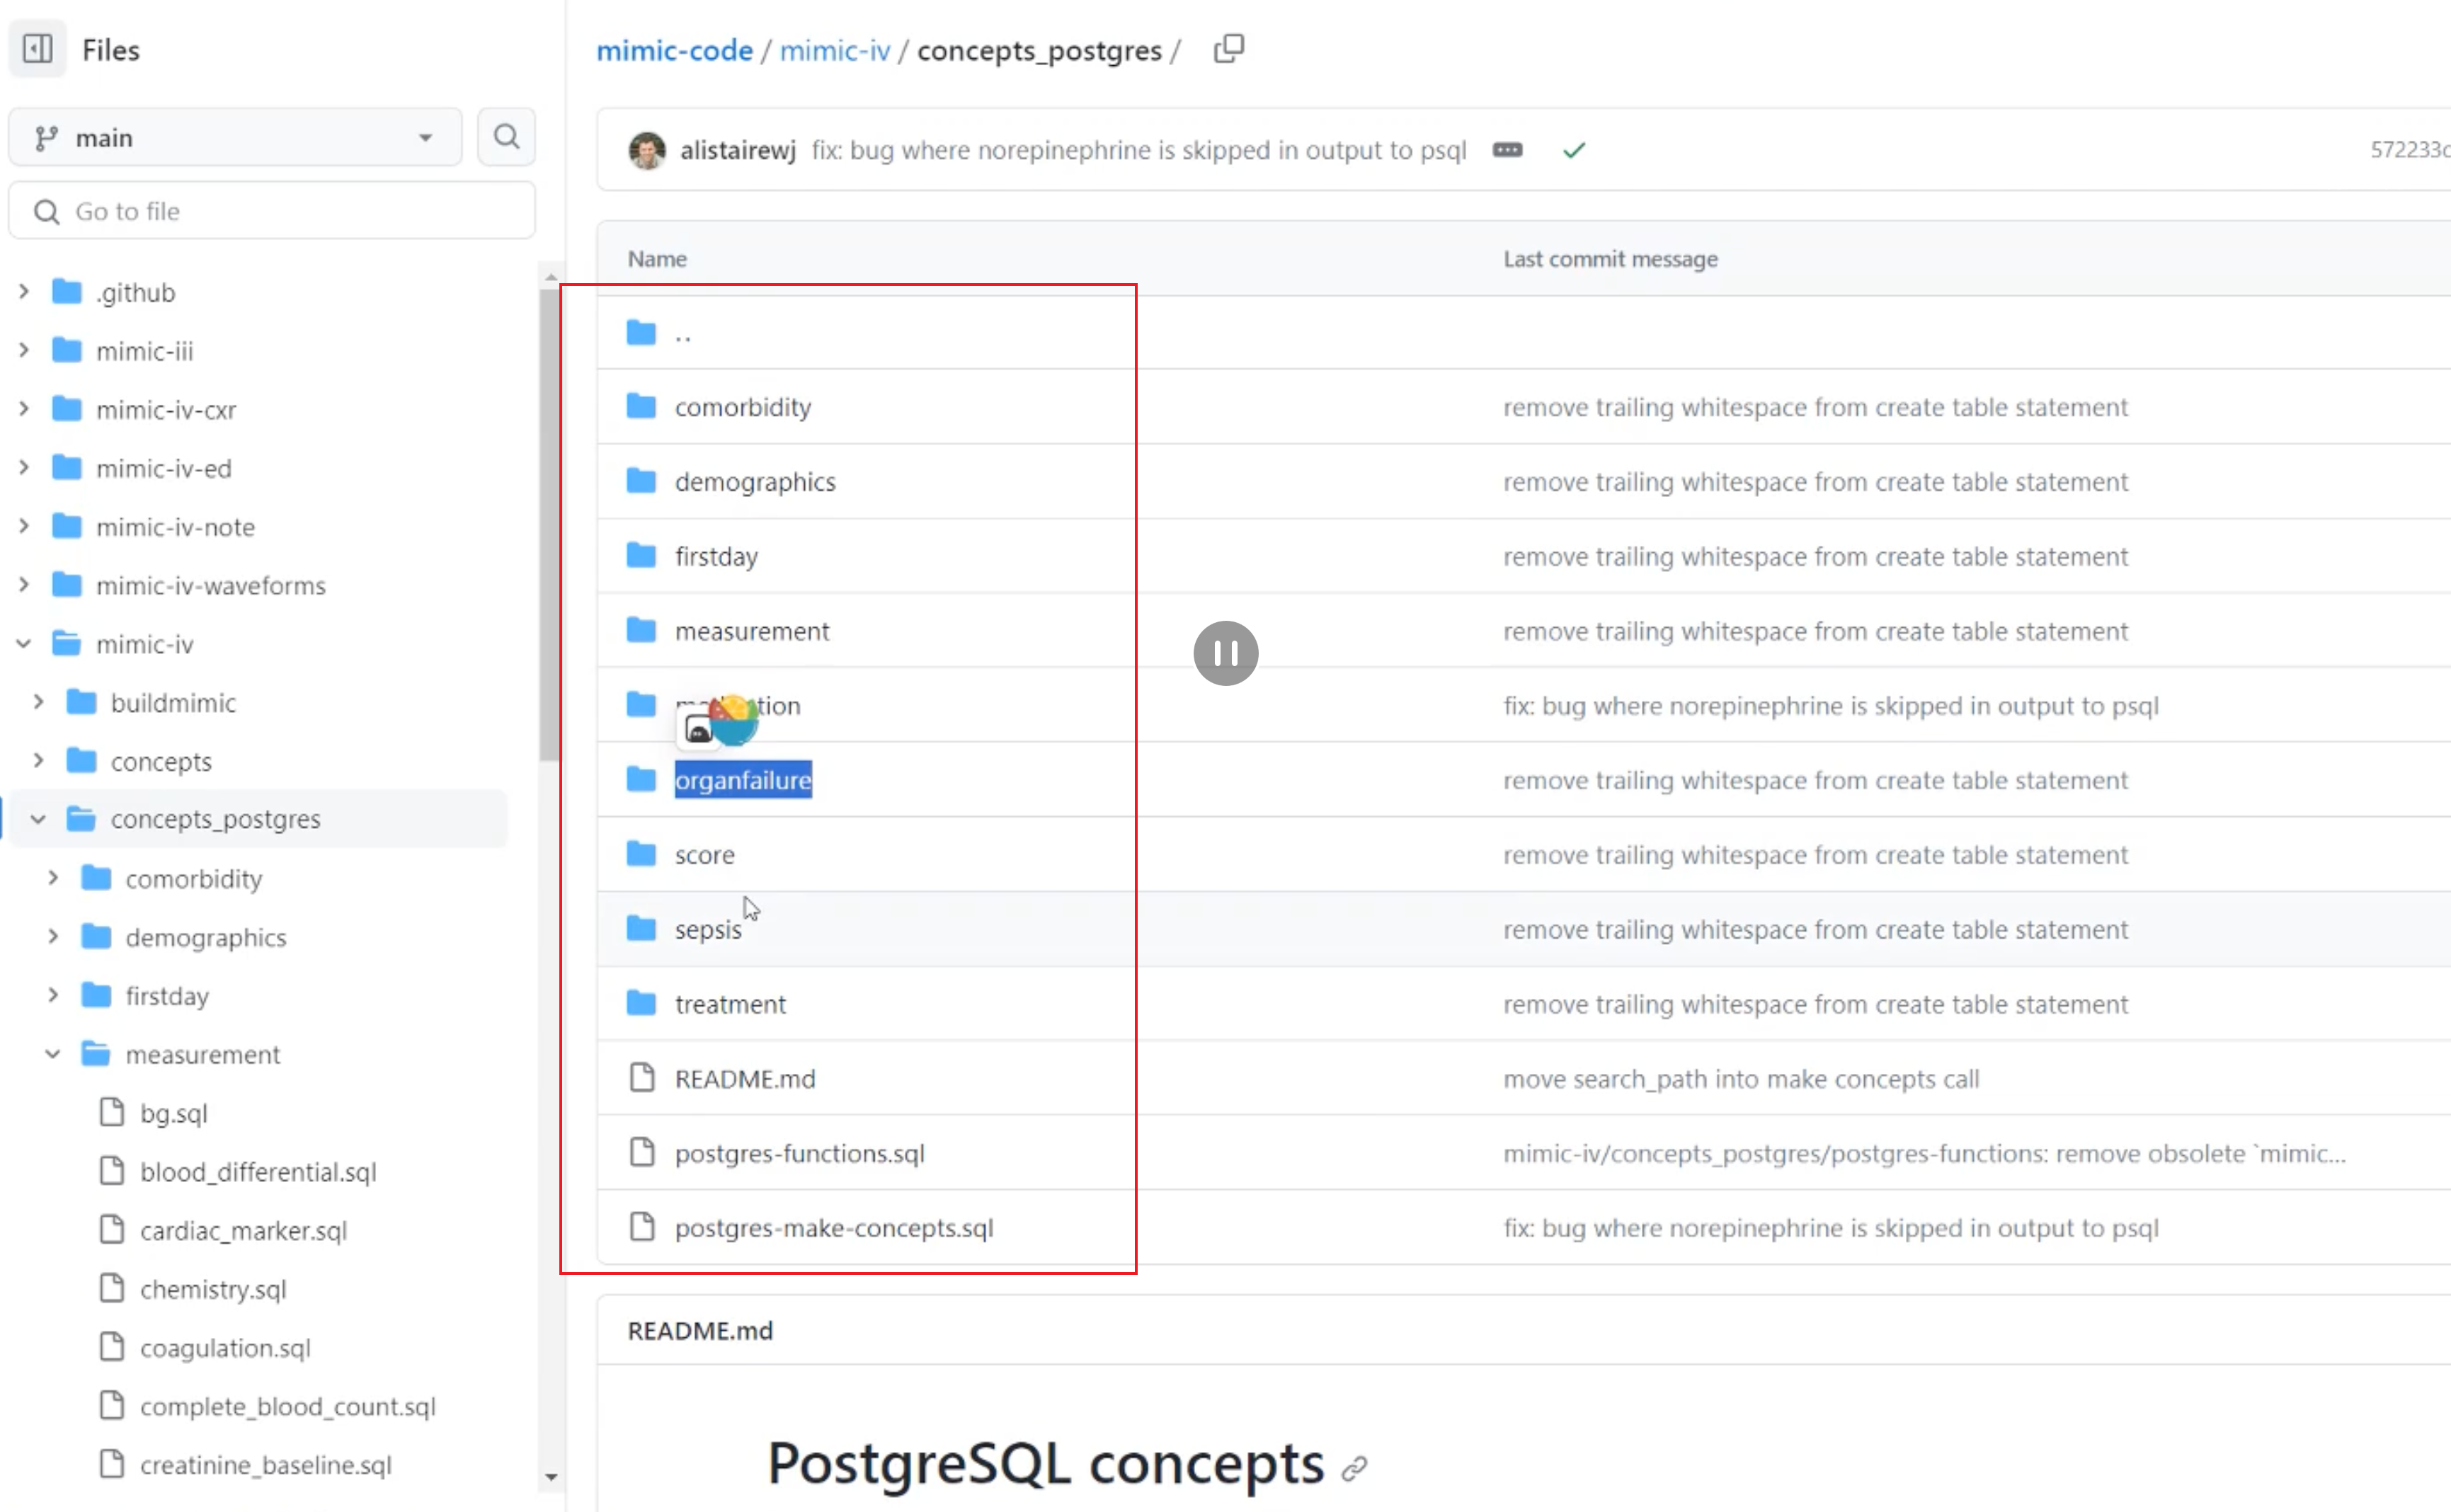 Files
main
Go to file
.github
mimic-iii
mimic-iv-cxr
mimic-iv-ed
mimic-iv-note
mimic-iv-waveforms
mimic-iv
buildmimic
concepts
concepts_postgres
comorbidity
demographics
firstday
measurement
bg.sql
blood_differential.sql
cardiac_marker.sql
chemistry.sql
coagulation.sql
complete_blood_count.sql
creatinine_baseline.sql
mimic-code / mimic-iv / concepts_postgres /
alistairewj fix: bug where norepinephrine is skipped in output to psql
Name Last commit message
..
comorbidity remove trailing whitespace from create table statement
demographics remove trailing whitespace from create table statement
firstday remove trailing whitespace from create table statement
measurement remove trailing whitespace from create table statement
fix: bug where norepinephrine is skipped in output to psql
organfailure remove trailing whitespace from create table statement
score remove trailing whitespace from create table statement
sepsis remove trailing whitespace from create table statement
treatment remove trailing whitespace from create table statement
README.md move search_path into make concepts call
postgres-functions.sql mimic-iv/concepts_postgres/postgres-functions: remove obsolete `mimic...
postgres-make-concepts.sql fix: bug where norepinephrine is skipped in output to psql
README.md
PostgreSQL concepts